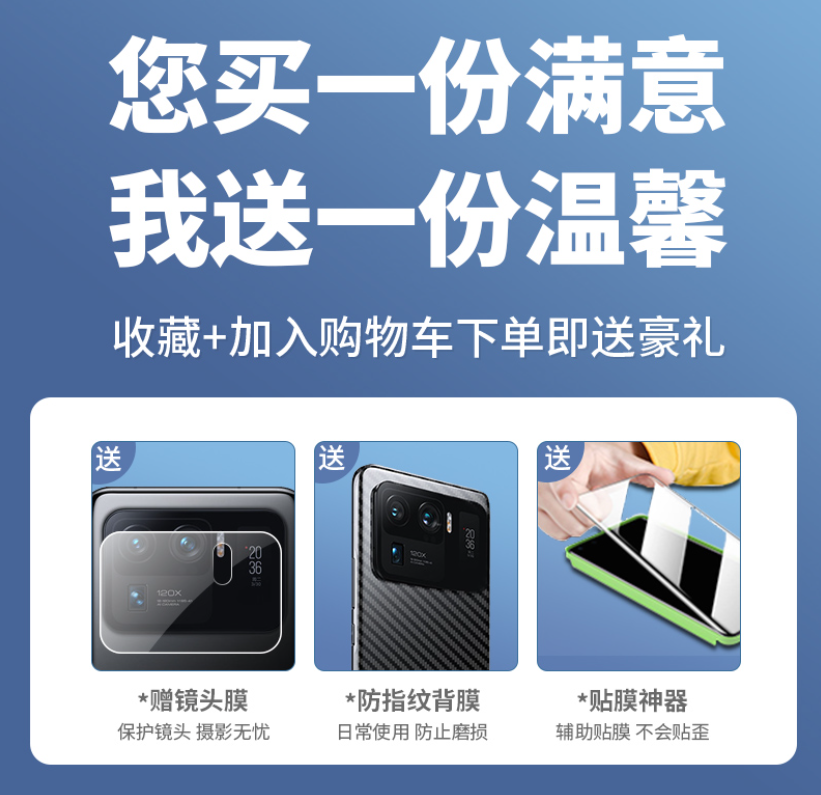 您买一份满意
我送一份温馨
收藏+加入购物车下单即送豪礼
送
送
送
20
36
120X
120X
20
36
*赠镜头膜
*防指纹背膜
*贴膜神器
保护镜头 摄影无忧
日常使用 防止磨损
辅助贴膜 不会贴歪